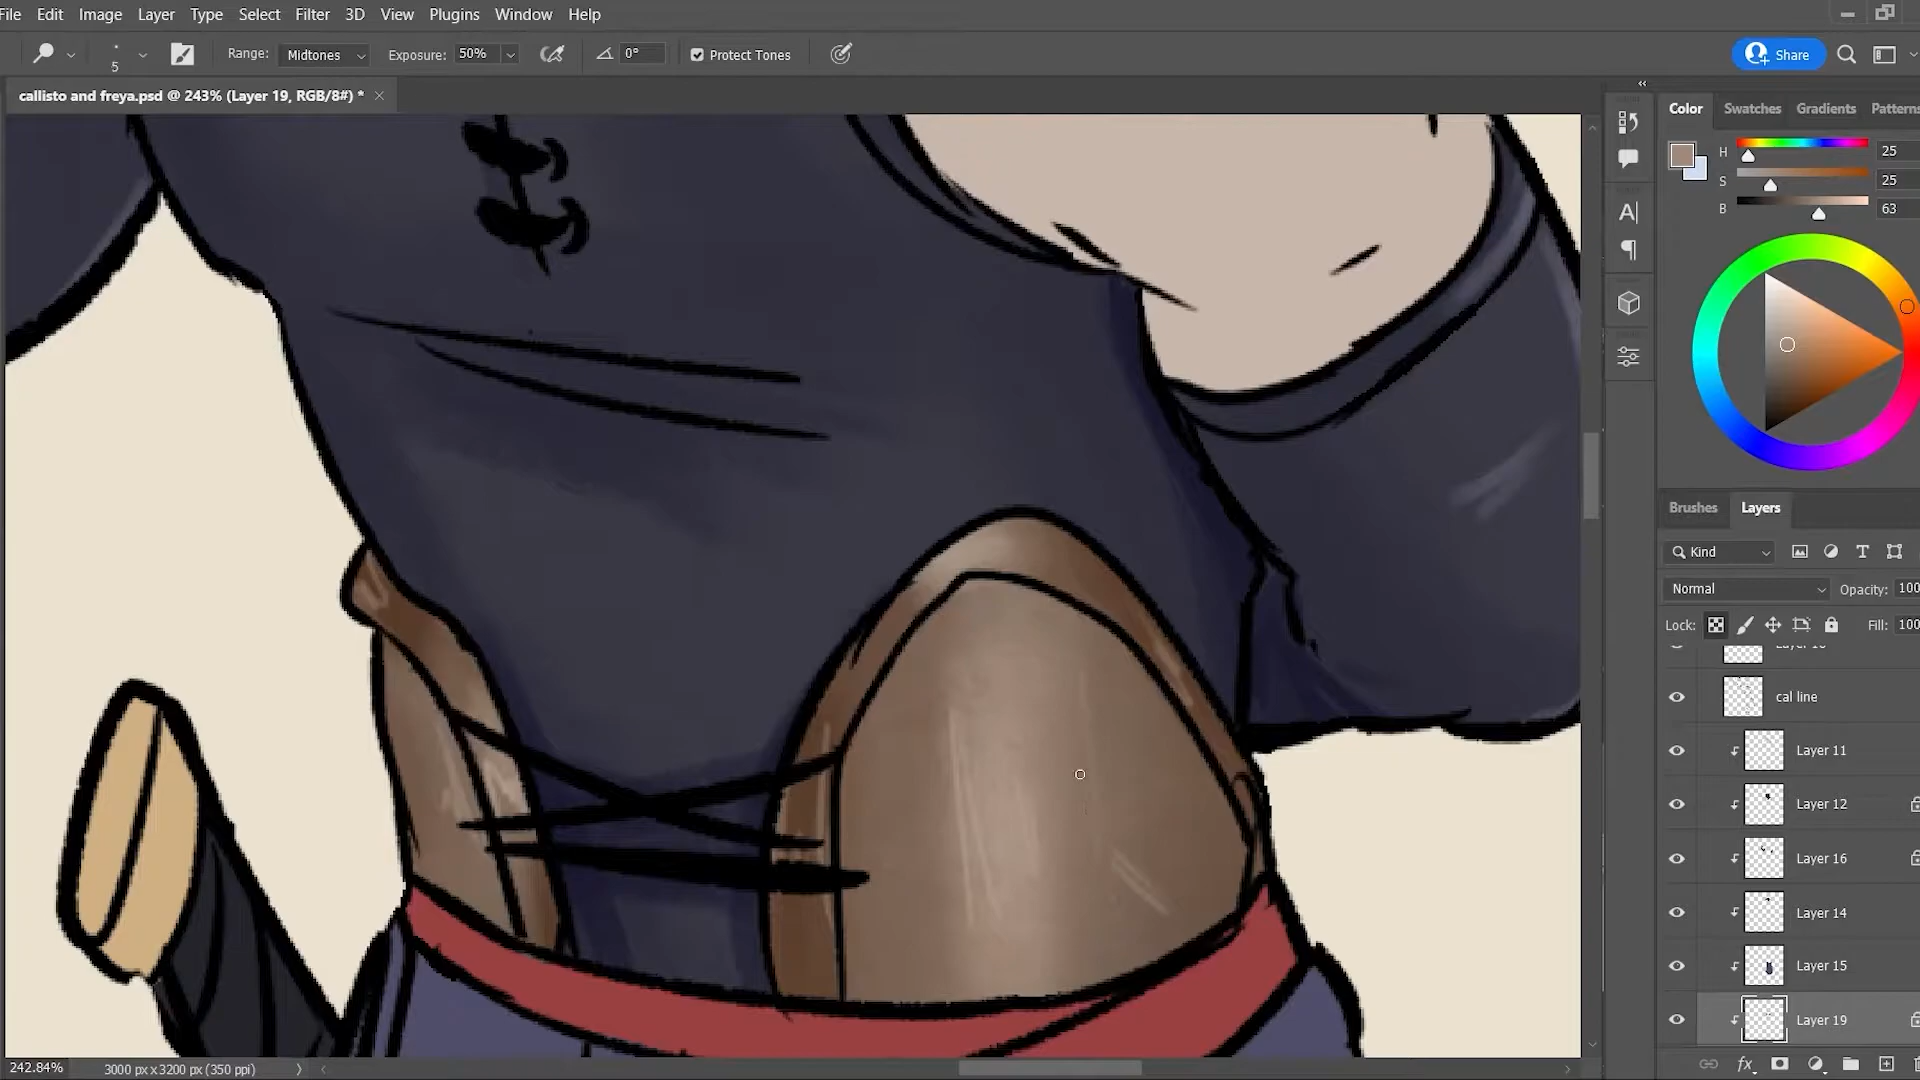 File Edit Image Layer Type Select Filter 3D View Plugins Window Help
5 Range: Midtones Exposure: 50% 0° Protect Tones Share
callisto and freya.psd @ 243% (Layer 19, RGB/8#) *
Color Swatches Gradients Patterns
H 25
S 25
B 63
Brushes Layers
Kind
Normal Opacity: 100
Lock: Fill: 100
cal line
Layer 11
Layer 12
Layer 16
Layer 14
Layer 15
Layer 19
242.84% 3000 px x 3200 px (350 ppi)